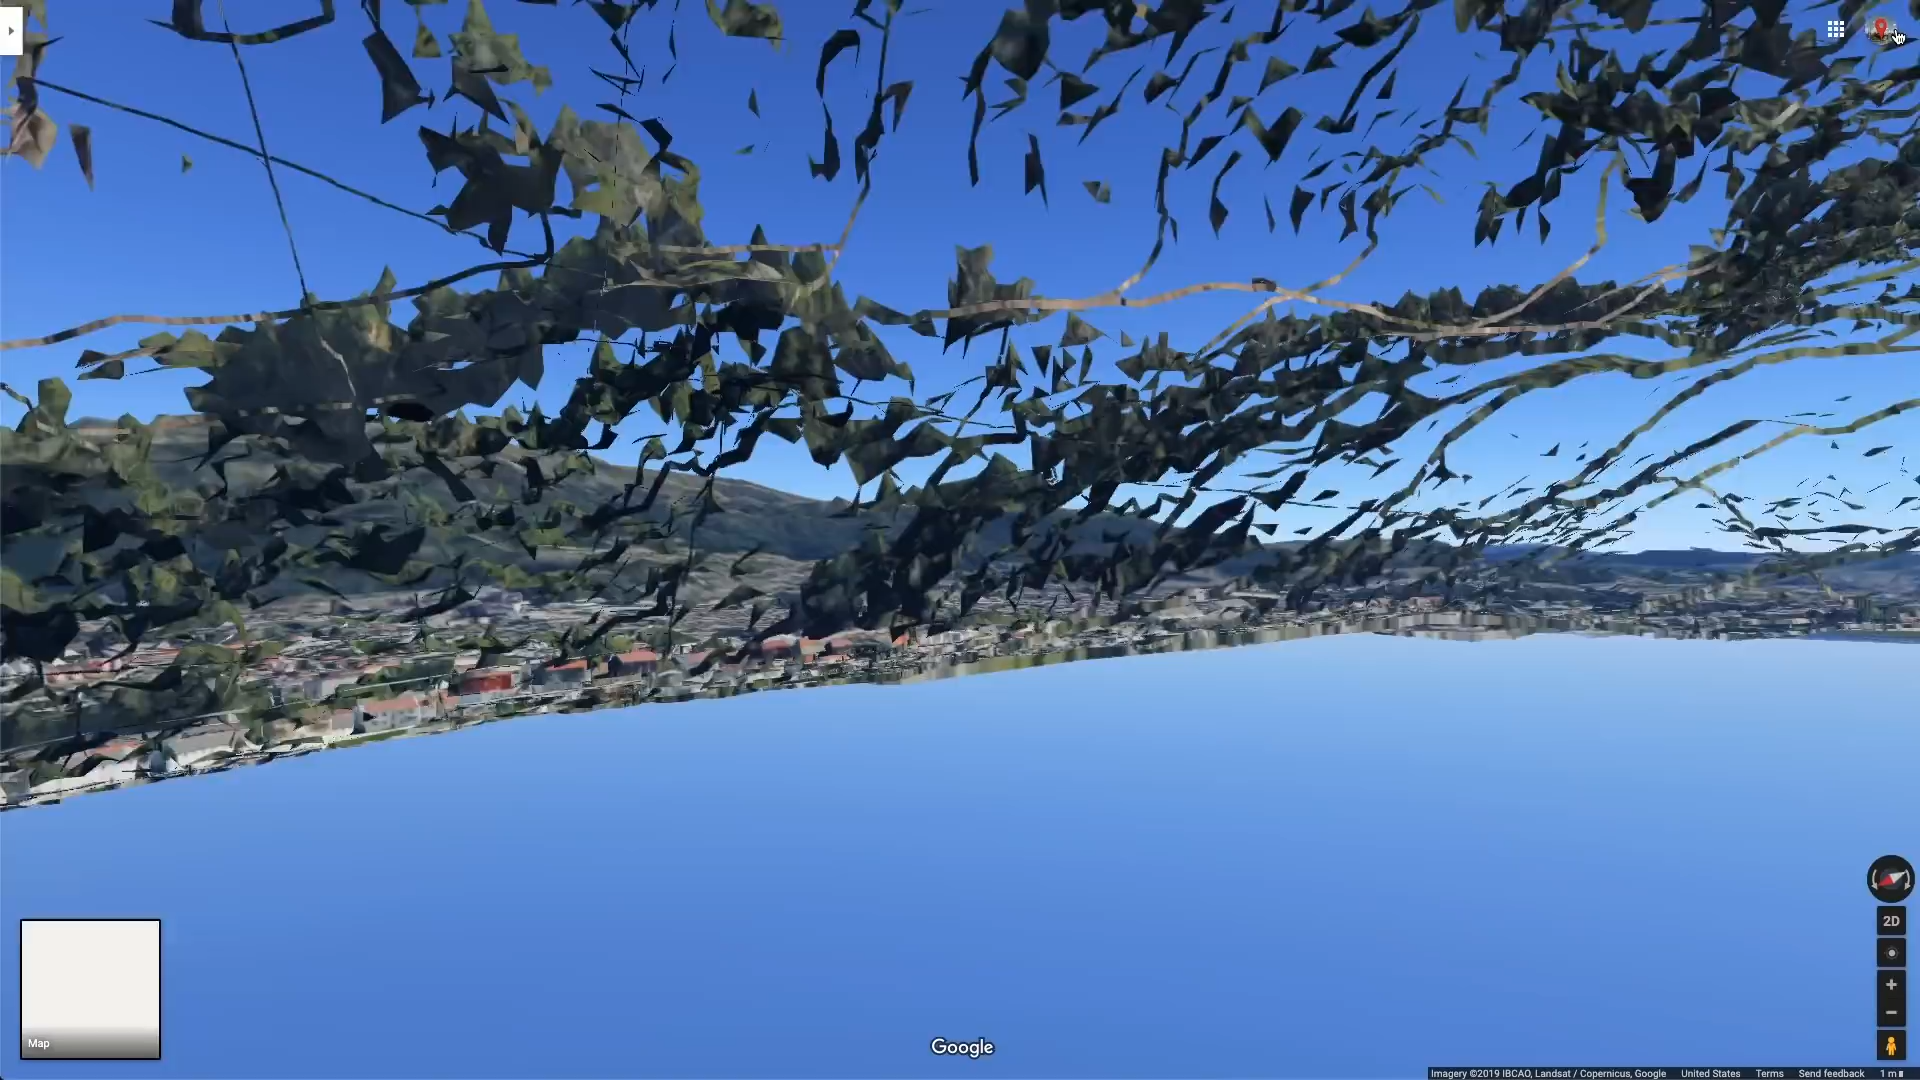 2D
Map
Google
Imagery ©2019 IBCAO, Landsat / Copernicus, Google United States Terms Send feedback 1 m